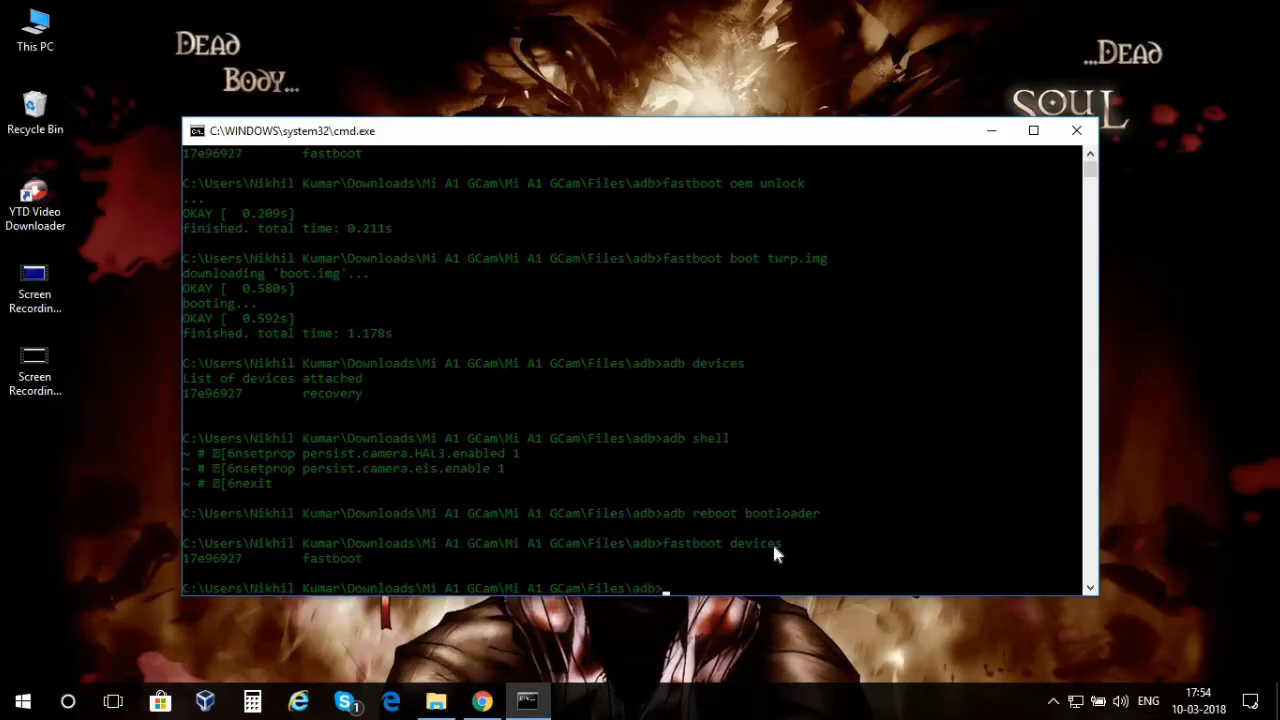 This PC
DEAD
BODY...
...DEAD
SOUL
Recycle Bin
YTD Video
Downloader
Screen
Recordin...
Screen
Recordin...
C:\WINDOWS\system32\cmd.exe
17e96927 fastboot
C:\Users\Nikhil Kumar\Downloads\Mi A1 GCam\Mi A1 GCam\Files\adb>fastboot oem unlock
...
OKAY [ 0.209s]
finished. total time: 0.211s
C:\Users\Nikhil Kumar\Downloads\Mi A1 GCam\Mi A1 GCam\Files\adb>fastboot boot twrp.img
downloading 'boot.img'...
OKAY [ 0.580s]
booting...
OKAY [ 0.592s]
finished. total time: 1.178s
C:\Users\Nikhil Kumar\Downloads\Mi A1 GCam\Mi A1 GCam\Files\adb>adb devices
List of devices attached
17e96927 recovery
C:\Users\Nikhil Kumar\Downloads\Mi A1 GCam\Mi A1 GCam\Files\adb>adb shell
~ # [6nsetprop persist.camera.HAL3.enabled 1
~ # [6nsetprop persist.camera.eis.enable 1
~ # [6nexit
C:\Users\Nikhil Kumar\Downloads\Mi A1 GCam\Mi A1 GCam\Files\adb>adb reboot bootloader
C:\Users\Nikhil Kumar\Downloads\Mi A1 GCam\Mi A1 GCam\Files\adb>fastboot devices
17e96927 fastboot
C:\Users\Nikhil Kumar\Downloads\Mi A1 GCam\Mi A1 GCam\Files\adb>
1
ENG
17:54
10-03-2018